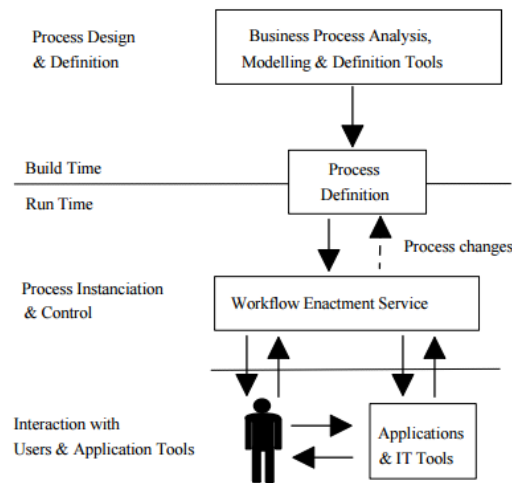 Process Design
& Definition
Business Process Analysis,
Modelling & Definition Tools
Build Time
Process
Definition
Run Time
Process changes
Process Instanciation
& Control
Workflow Enactment Service
Interaction with
Users & Application Tools
Applications
& IT Tools